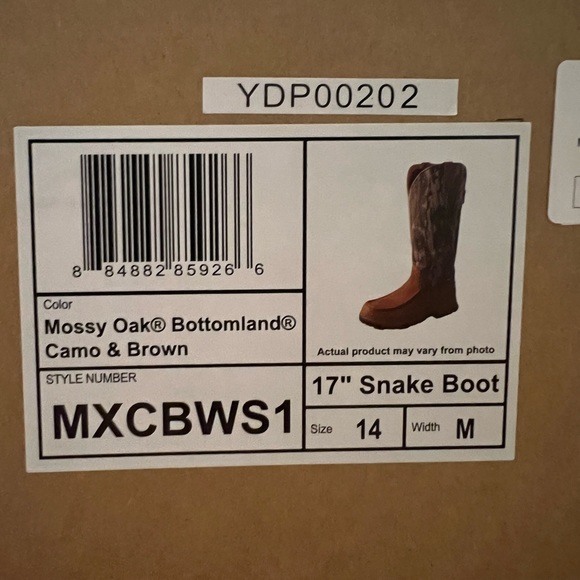 YDP00202
8 84882 85926 6
Color
Mossy Oak® Bottomland®
Camo & Brown
Actual product may vary from photo
STYLE NUMBER
MXCBWS1
17" Snake Boot
Size 14
Width M